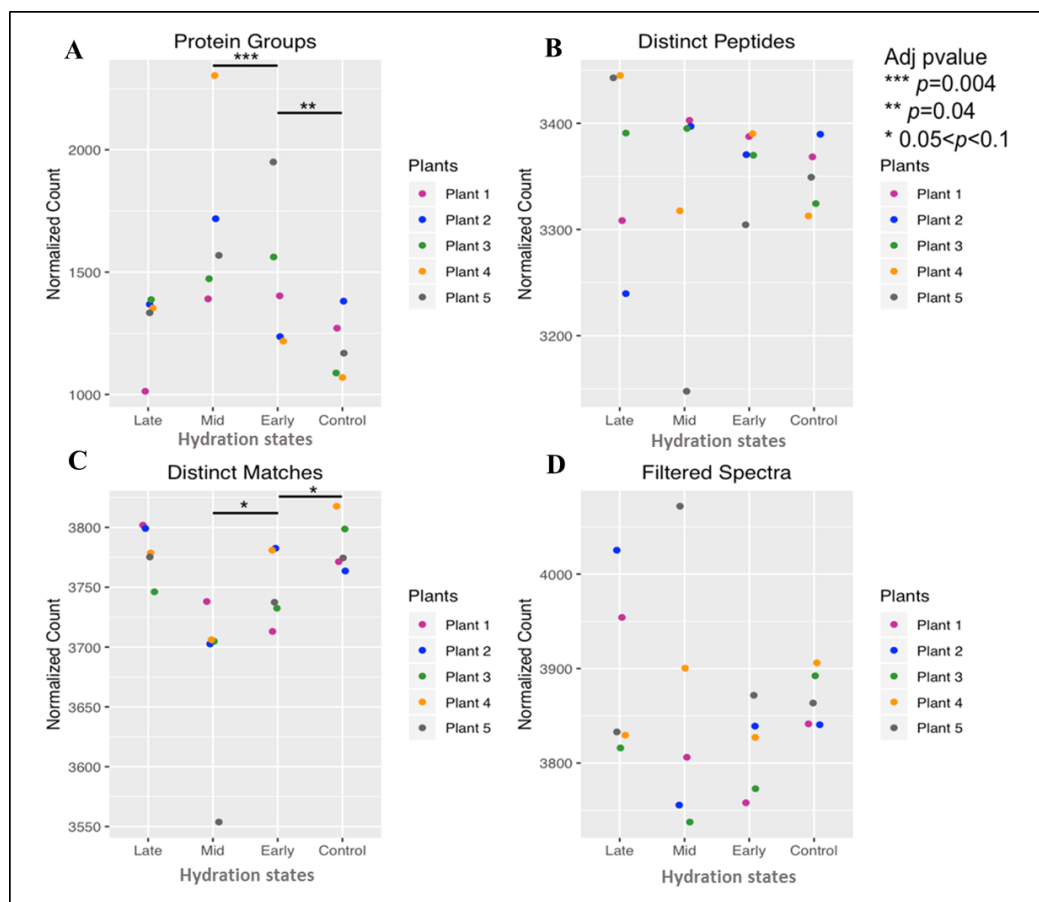 A
Protein Groups
***
**
2000
1500
1000
Normalized Count
Late Mid Early Control
Hydration states
Plants
Plant 1
Plant 2
Plant 3
Plant 4
Plant 5
B
Distinct Peptides
3400
3300
3200
Normalized Count
Late Mid Early Control
Hydration states
Adj pvalue
*** p=0.004
** p=0.04
* 0.05<p<0.1
Plants
Plant 1
Plant 2
Plant 3
Plant 4
Plant 5
C
Distinct Matches
*
*
3800
3750
3700
3650
3600
3550
Normalized Count
Late Mid Early Control
Hydration states
Plants
Plant 1
Plant 2
Plant 3
Plant 4
Plant 5
D
Filtered Spectra
4000
3900
3800
Normalized Count
Late Mid Early Control
Hydration states
Plants
Plant 1
Plant 2
Plant 3
Plant 4
Plant 5